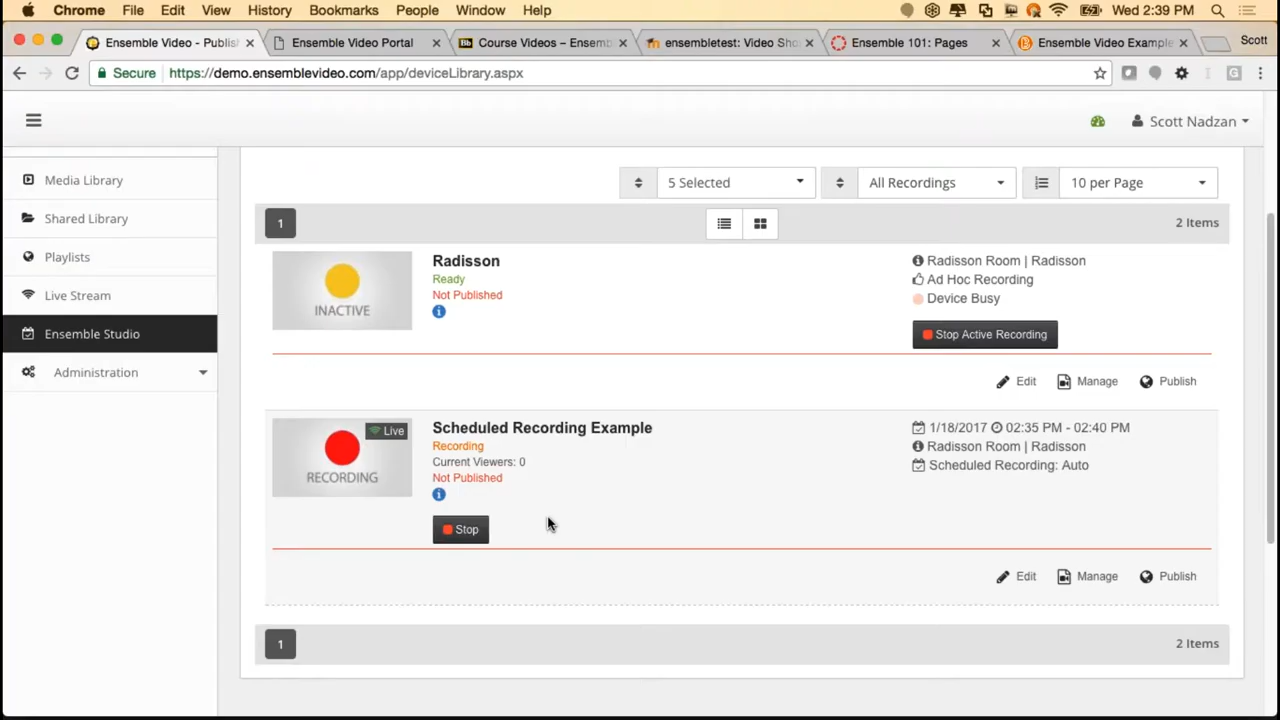 Chrome File Edit View History Bookmarks People Window Help Wed 2:39 PM
Ensemble Video - Publis Ensemble Video Portal Course Videos – Ensemb ensembletest: Video Sho Ensemble 101: Pages Ensemble Video Example Scott
Secure https://demo.ensemblevideo.com/app/deviceLibrary.aspx
Scott Nadzan
Media Library
Shared Library
Playlists
Live Stream
Ensemble Studio
Administration
5 Selected All Recordings 10 per Page
1 2 Items
INACTIVE
Radisson
Ready
Not Published
Radisson Room | Radisson
Ad Hoc Recording
Device Busy
Stop Active Recording
Edit Manage Publish
Live
RECORDING
Scheduled Recording Example
Recording
Current Viewers: 0
Not Published
Stop
1/18/2017 02:35 PM - 02:40 PM
Radisson Room | Radisson
Scheduled Recording: Auto
Edit Manage Publish
1 2 Items